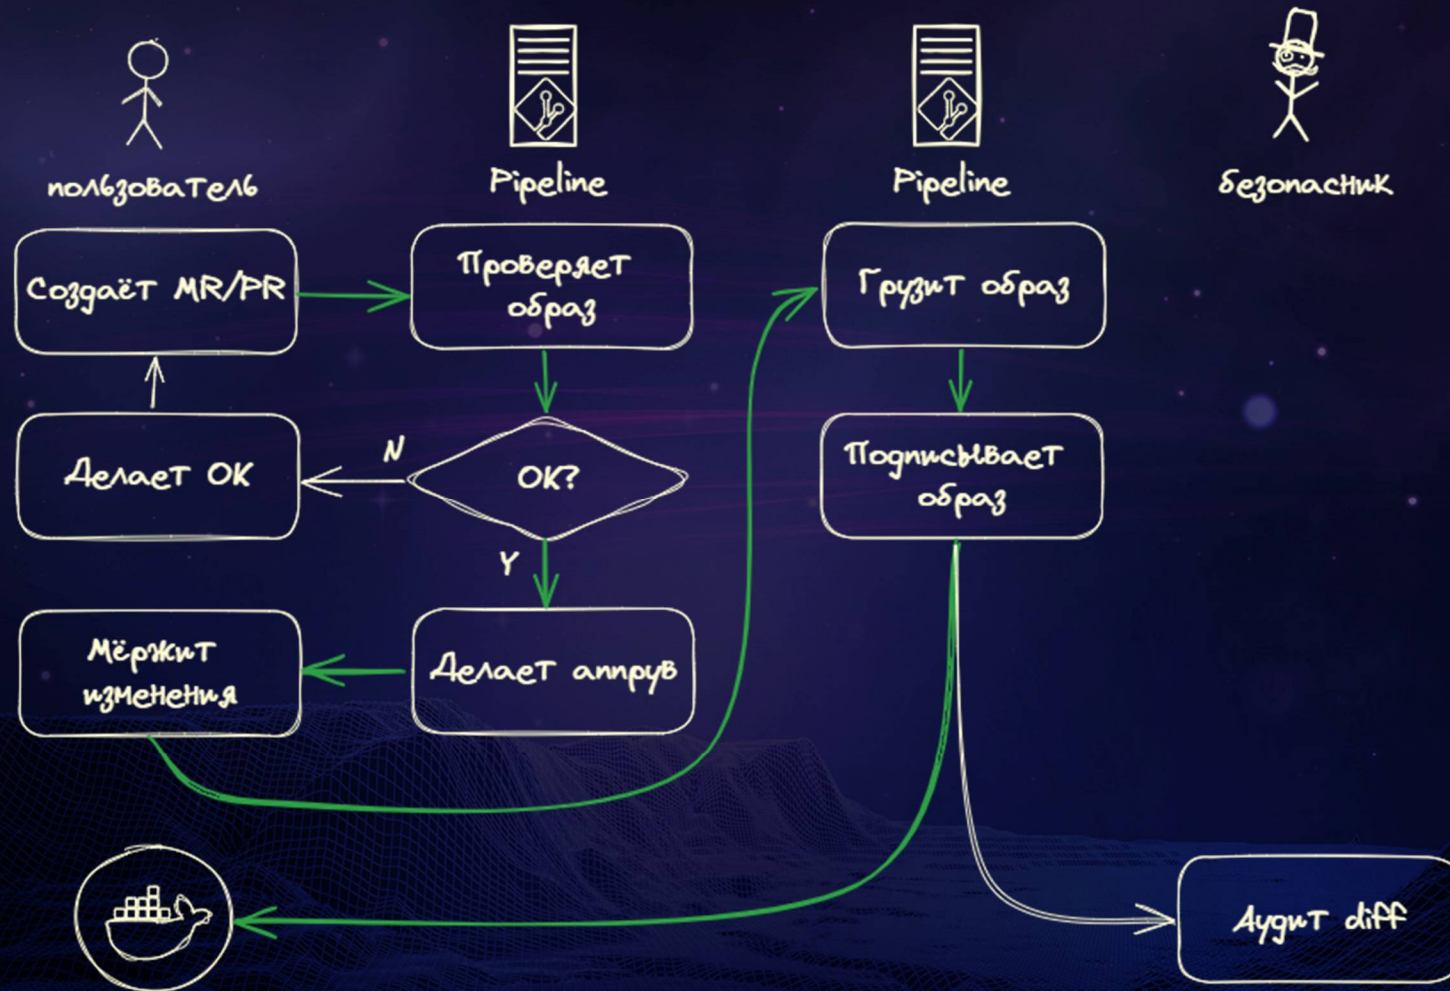 пользователь
Pipeline
Pipeline
безопасник
Создаёт MR/PR
Проверяет
образ
Грузит образ
Делает ОК
N
OK?
Подписывает
образ
Y
Мёржит
изменения
Делает аппрув
Аудит diff